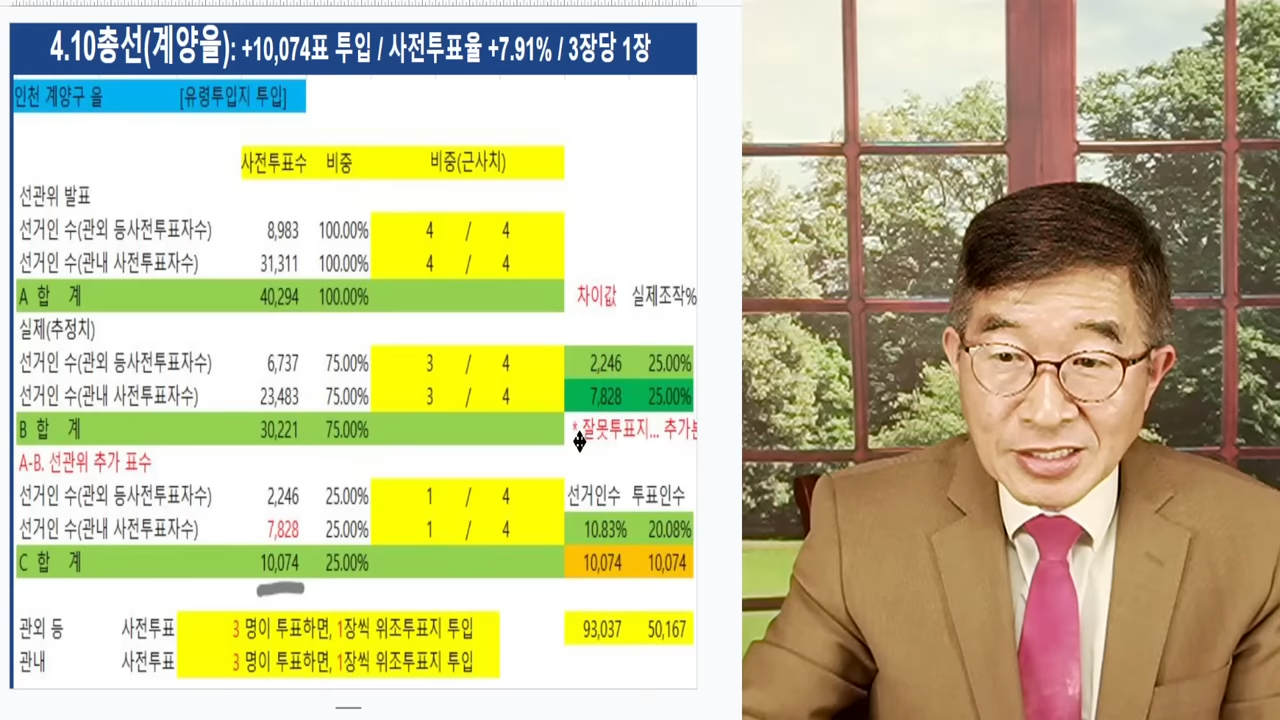 4.10총선(계양을): +10,074표 투입 / 사전투표율 +7.91% / 3장당 1장
인천 계양구 을 [유령투입지 투입]
사전투표수 비중 비중(근사치)
선관위 발표
선거인 수(관외 등사전투표자수) 8,983 100.00% 4 / 4
선거인 수(관내 사전투표자수) 31,311 100.00% 4 / 4
A 합 계 40,294 100.00% 차이값 실제조작%
실제(추정치)
선거인 수(관외 등사전투표자수) 6,737 75.00% 3 / 4 2,246 25.00%
선거인 수(관내 사전투표자수) 23,483 75.00% 3 / 4 7,828 25.00%
B 합 계 30,221 75.00% * 잘못투표지... 추가분
A-B. 선관위 추가 표수
선거인 수(관외 등사전투표자수) 2,246 25.00% 1 / 4 선거인수 투표인수
선거인 수(관내 사전투표자수) 7,828 25.00% 1 / 4 10.83% 20.08%
C 합 계 10,074 25.00% 10,074 10,074
관외 등 사전투표 3 명이 투표하면, 1장씩 위조투표지 투입 93,037 50,167
관내 사전투표 3 명이 투표하면, 1장씩 위조투표지 투입